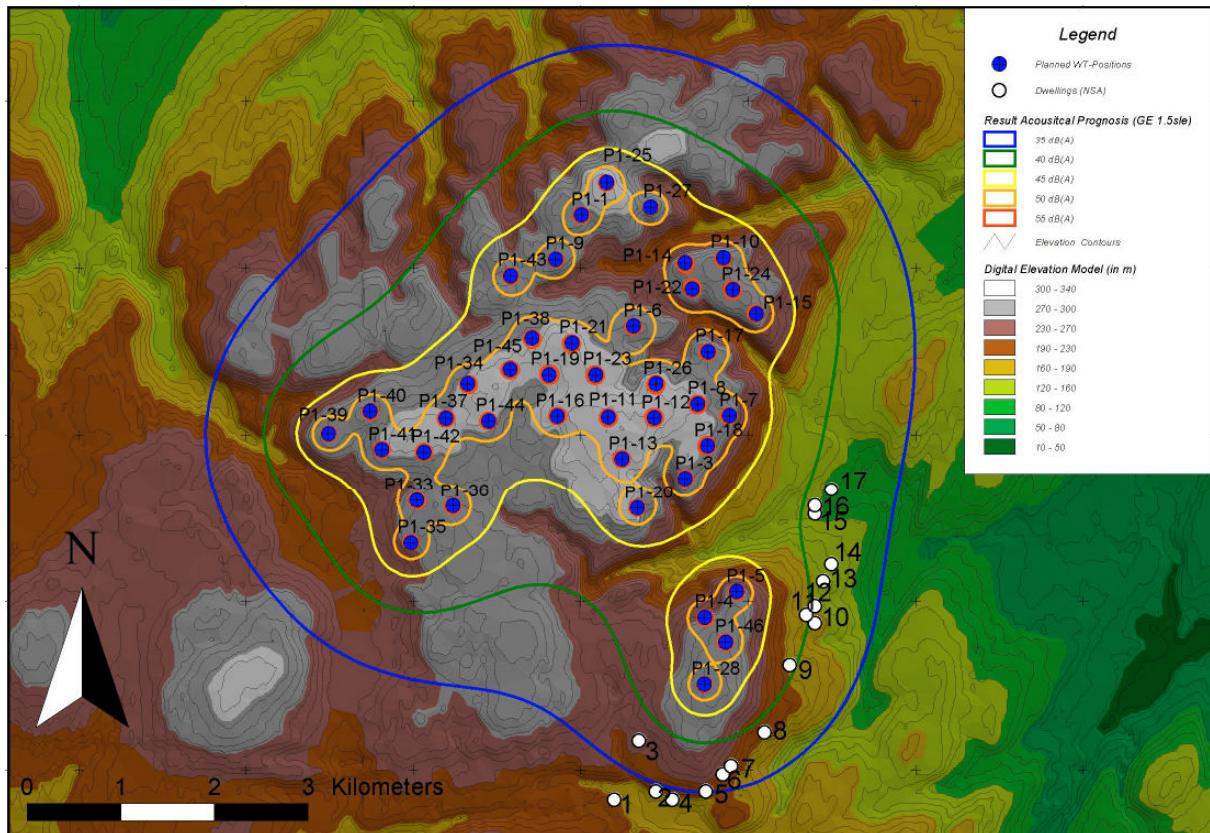 Legend
Planned WT-Positions
Dwellings (NSA)
Result Acousitcal Prognosis (GE 1.5sle)
35 dB(A)
40 dB(A)
45 dB(A)
50 dB(A)
55 dB(A)
Elevation Contours
Digital Elevation Model (in m)
300 - 340
270 - 300
230 - 270
190 - 230
160 - 190
120 - 160
80 - 120
50 - 80
10 - 50
P1-25
P1-27
P1-1
P1-9
P1-43
P1-10
P1-14
P1-24
P1-22
P1-15
P1-6
P1-38
P1-21
P1-17
P1-45
P1-19
P1-23
P1-34
P1-26
P1-8
P1-7
P1-40
P1-39
P1-37
P1-44
P1-16
P1-11
P1-12
P1-18
P1-41
P1-42
P1-13
P1-3
P1-33
P1-36
P1-20
P1-35
17
16
15
14
13
12
10
P1-5
P1-4
P1-46
P1-28
9
8
7
6
5
4
3
2
1
N
0 1 2 3 Kilometers